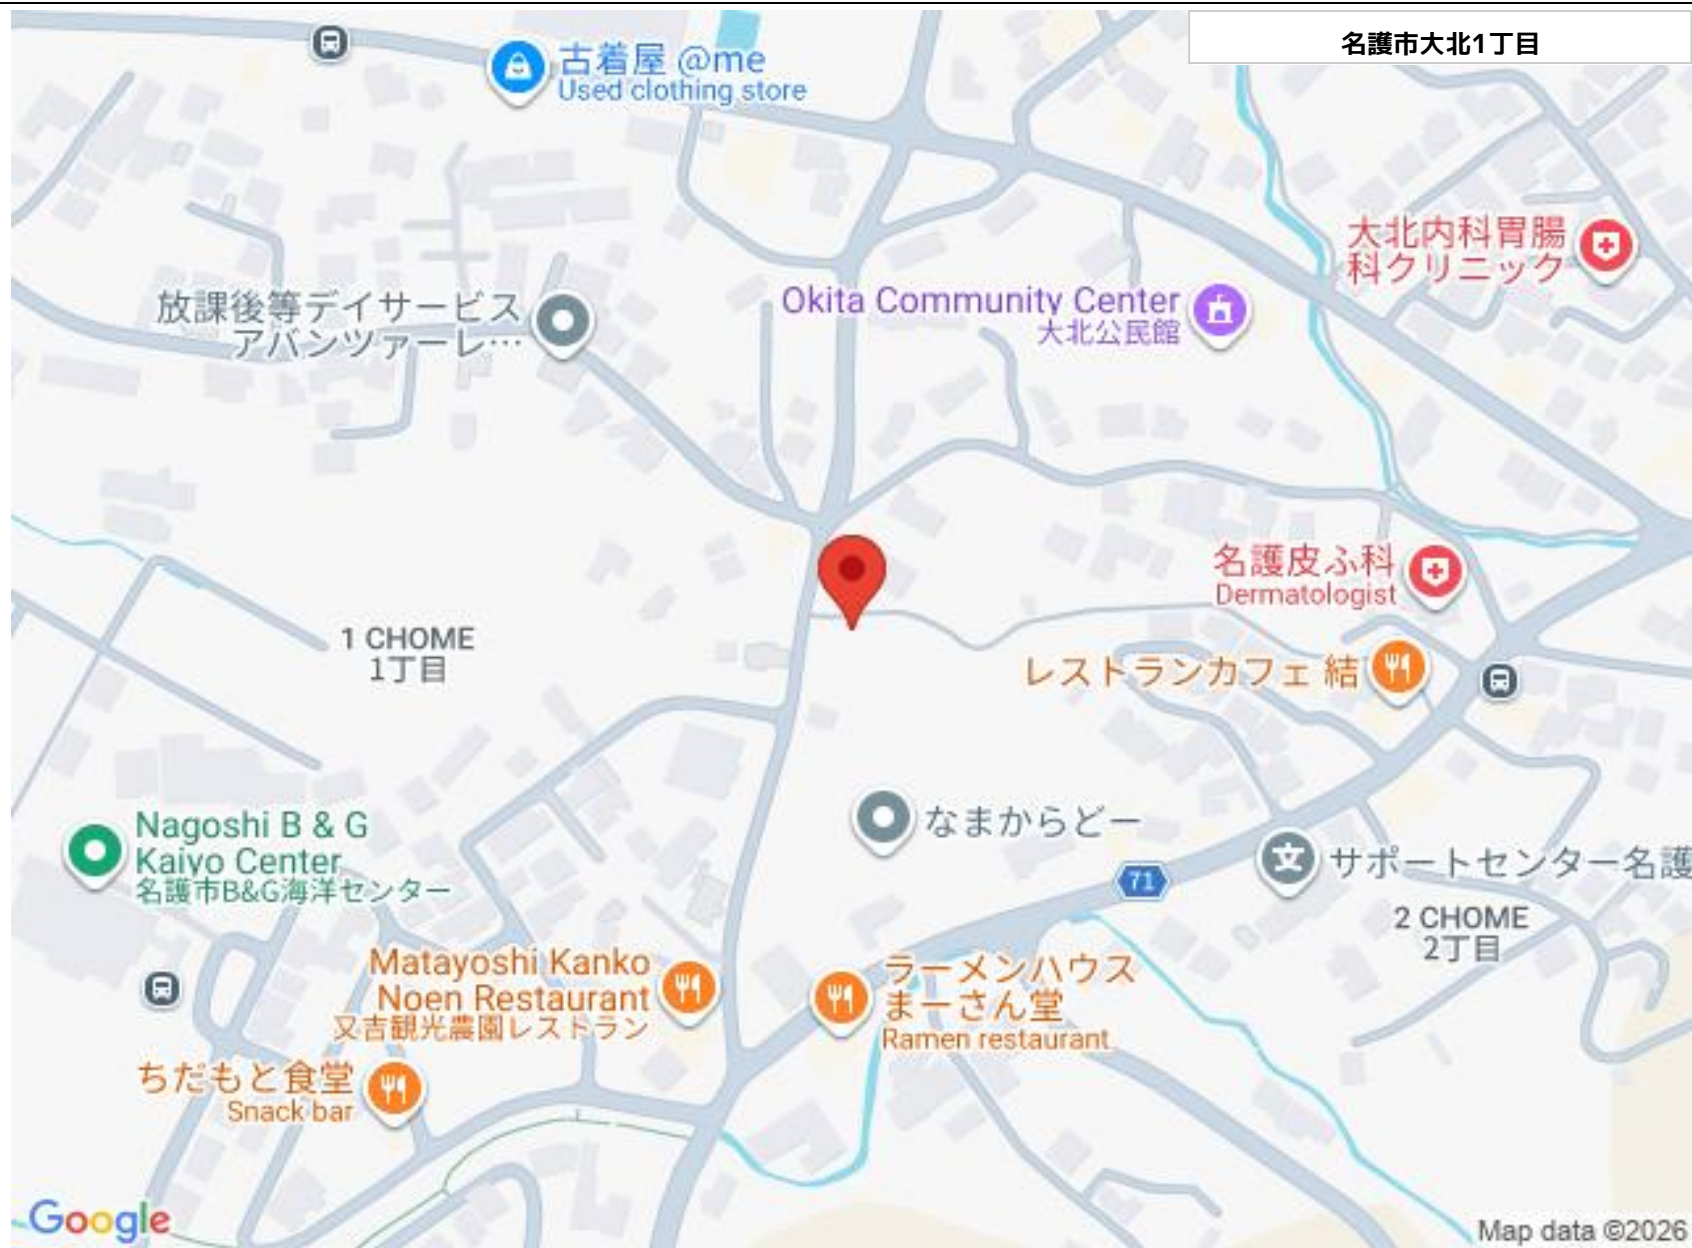 名護市大北1丁目
古着屋 @me
Used clothing store
大北内科胃腸
科クリニック
放課後等デイサービス
アバンツァーレ…
Okita Community Center
大北公民館
名護皮ふ科
Dermatologist
1 CHOME
1丁目
レストランカフェ 結
Nagoshi B & G
Kaiyo Center
名護市B&G海洋センター
なまからどー
71
サポートセンター名護
2 CHOME
2丁目
Matayoshi Kanko
Noen Restaurant
又吉観光農園レストラン
ラーメンハウス
まーさん堂
Ramen restaurant
ちだもと食堂
Snack bar
Google
Map data ©2026